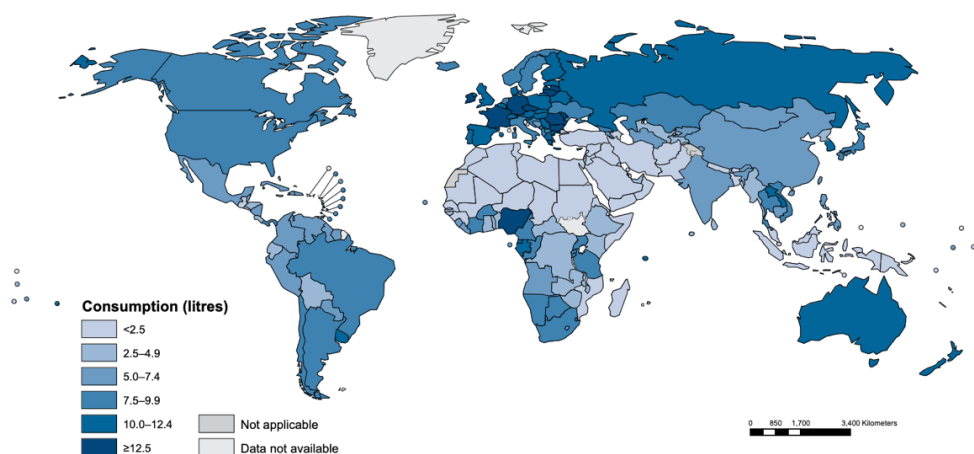 Consumption (litres)
<2.5
2.5–4.9
5.0–7.4
7.5–9.9
10.0–12.4
≥12.5
Not applicable
Data not available
0 850 1,700 3,400 Kilometers